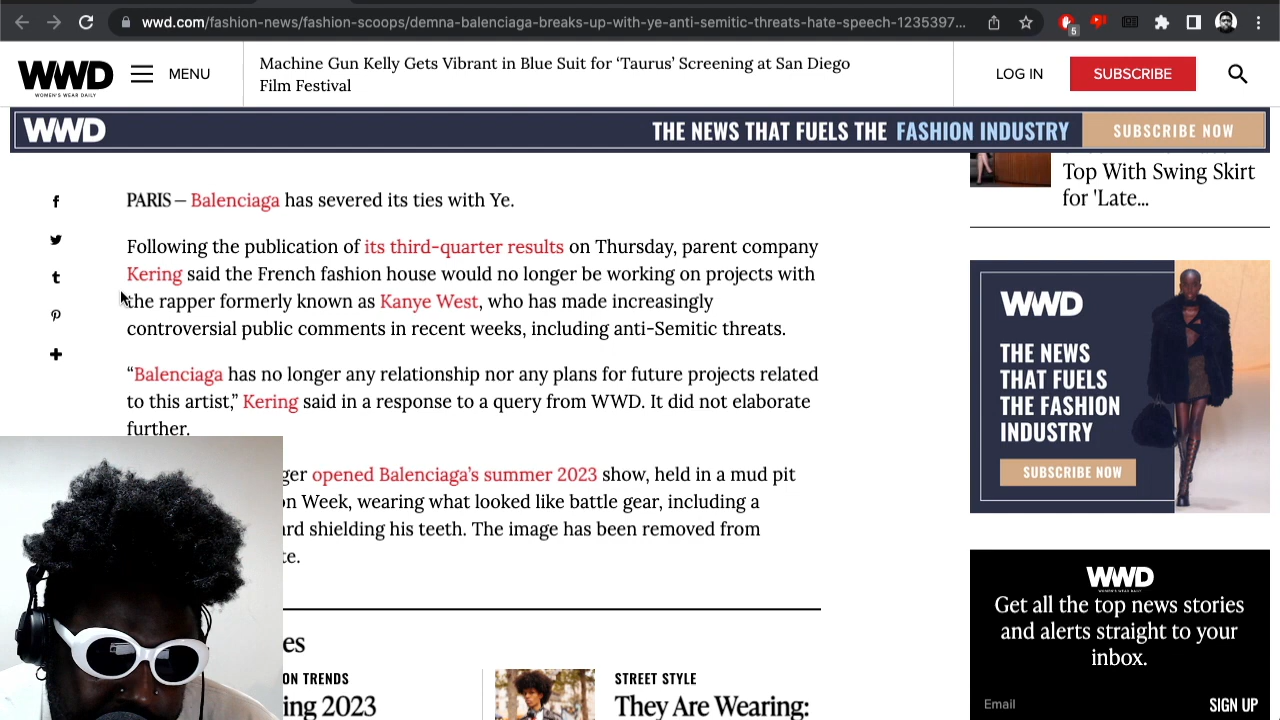 wwd.com/fashion-news/fashion-scoops/demna-balenciaga-breaks-up-with-ye-anti-semitic-threats-hate-speech-1235397...
5
WWD
WOMEN'S WEAR DAILY
MENU
Machine Gun Kelly Gets Vibrant in Blue Suit for ‘Taurus’ Screening at San Diego
Film Festival
LOG IN
SUBSCRIBE
WWD
THE NEWS THAT FUELS THE FASHION INDUSTRY
SUBSCRIBE NOW
PARIS — Balenciaga has severed its ties with Ye.
Following the publication of its third-quarter results on Thursday, parent company
Kering said the French fashion house would no longer be working on projects with
the rapper formerly known as Kanye West, who has made increasingly
controversial public comments in recent weeks, including anti-Semitic threats.
“Balenciaga has no longer any relationship nor any plans for future projects related
to this artist,” Kering said in a response to a query from WWD. It did not elaborate
further.
ger opened Balenciaga’s summer 2023 show, held in a mud pit
on Week, wearing what looked like battle gear, including a
ard shielding his teeth. The image has been removed from
te.
es
ON TRENDS
ing 2023
STREET STYLE
They Are Wearing:
Top With Swing Skirt
for 'Late...
WWD
THE NEWS
THAT FUELS
THE FASHION
INDUSTRY
SUBSCRIBE NOW
WWD
WOMEN'S WEAR DAILY
Get all the top news stories
and alerts straight to your
inbox.
Email
SIGN UP